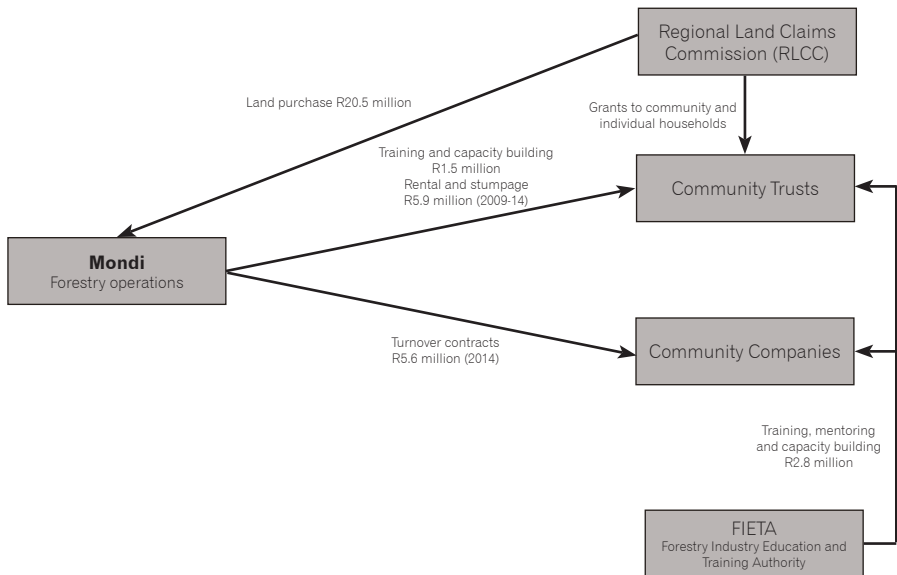 Regional Land Claims
Commission (RLCC)
Land purchase R20.5 million
Grants to community and
individual households
Training and capacity building
R1.5 million
Rental and stumpage
R5.9 million (2009-14)
Community Trusts
Mondi
Forestry operations
Turnover contracts
R5.6 million (2014)
Community Companies
Training, mentoring
and capacity building
R2.8 million
FIETA
Forestry Industry Education and
Training Authority